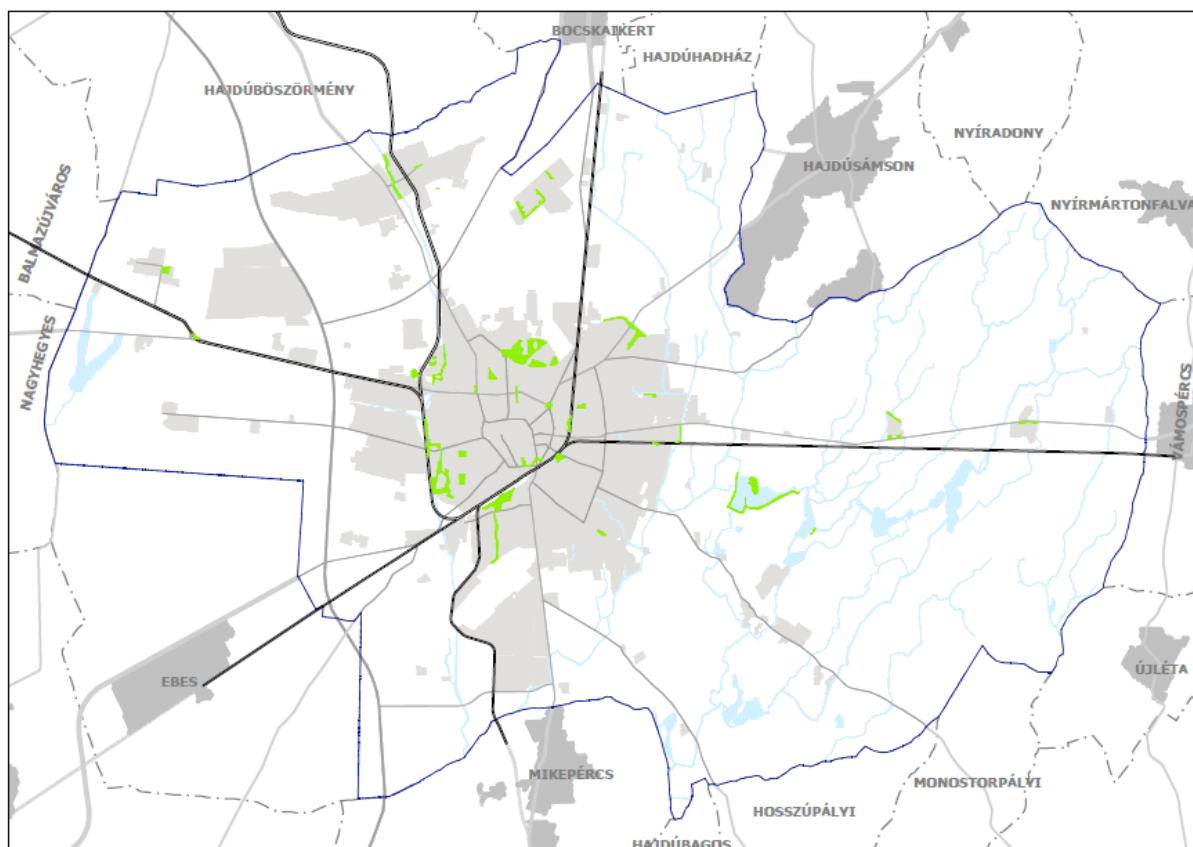 BOCSKAIKERT
HAJDÚHADHÁZ
HAJDÚBÖSZÖRMÉNY
NYÍRADONY
HAJDÚSÁMSON
NYÍRMÁRTONFALVA
BALMAZÚJVÁROS
NAGYHEGYES
VÁMOSPÉRCS
EBES
ÚJLÉTA
MIKEPÉRCS
MONOSTORPÁLYI
HOSSZÚPÁLYI
HAJDÚBAGOS